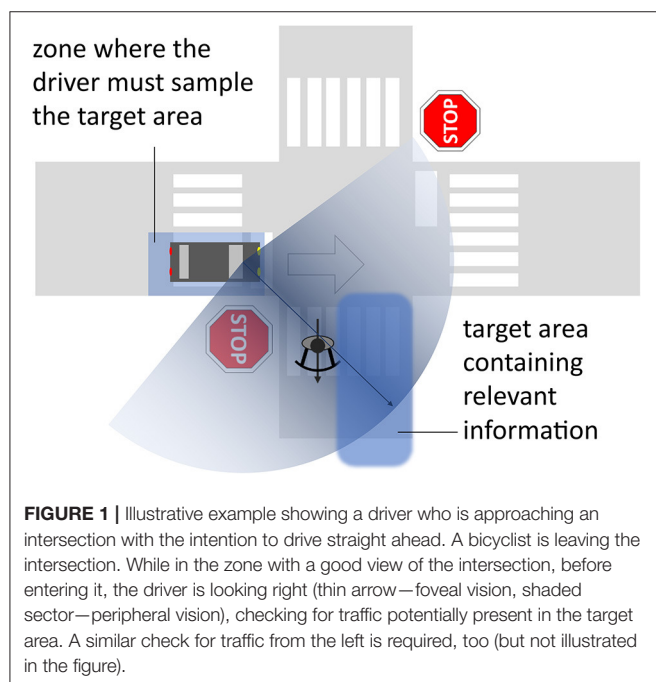 zone where the
driver must sample
the target area
STOP
STOP
target area
containing
relevant
information
FIGURE 1 | Illustrative example showing a driver who is approaching an
intersection with the intention to drive straight ahead. A bicyclist is leaving the
intersection. While in the zone with a good view of the intersection, before
entering it, the driver is looking right (thin arrow—foveal vision, shaded
sector—peripheral vision), checking for traffic potentially present in the target
area. A similar check for traffic from the left is required, too (but not illustrated
in the figure).